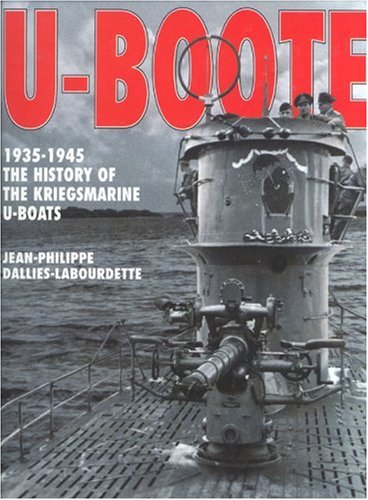 U-BOOTE
1935-1945
THE HISTORY OF
THE KRIEGSMARINE
U-BOATS
JEAN-PHILIPPE
DALLIES-LABOURDETTE